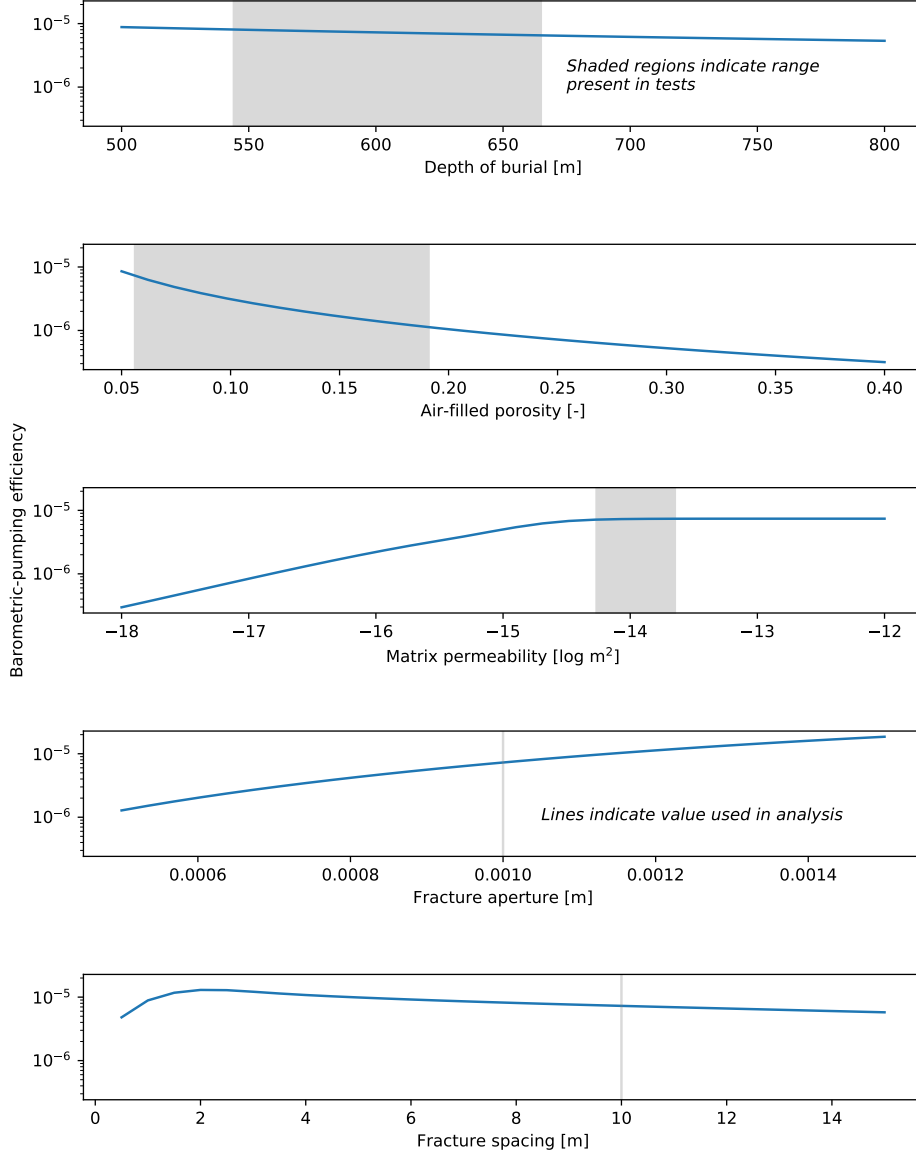 10⁻⁵
10⁻⁶
Shaded regions indicate range
present in tests
500 550 600 650 700 750 800
Depth of burial [m]
10⁻⁵
10⁻⁶
0.05 0.10 0.15 0.20 0.25 0.30 0.35 0.40
Air-filled porosity [-]
Barometric-pumping efficiency
10⁻⁵
10⁻⁶
−18 −17 −16 −15 −14 −13 −12
Matrix permeability [log m²]
10⁻⁵
10⁻⁶
Lines indicate value used in analysis
0.0006 0.0008 0.0010 0.0012 0.0014
Fracture aperture [m]
10⁻⁵
10⁻⁶
0 2 4 6 8 10 12 14
Fracture spacing [m]